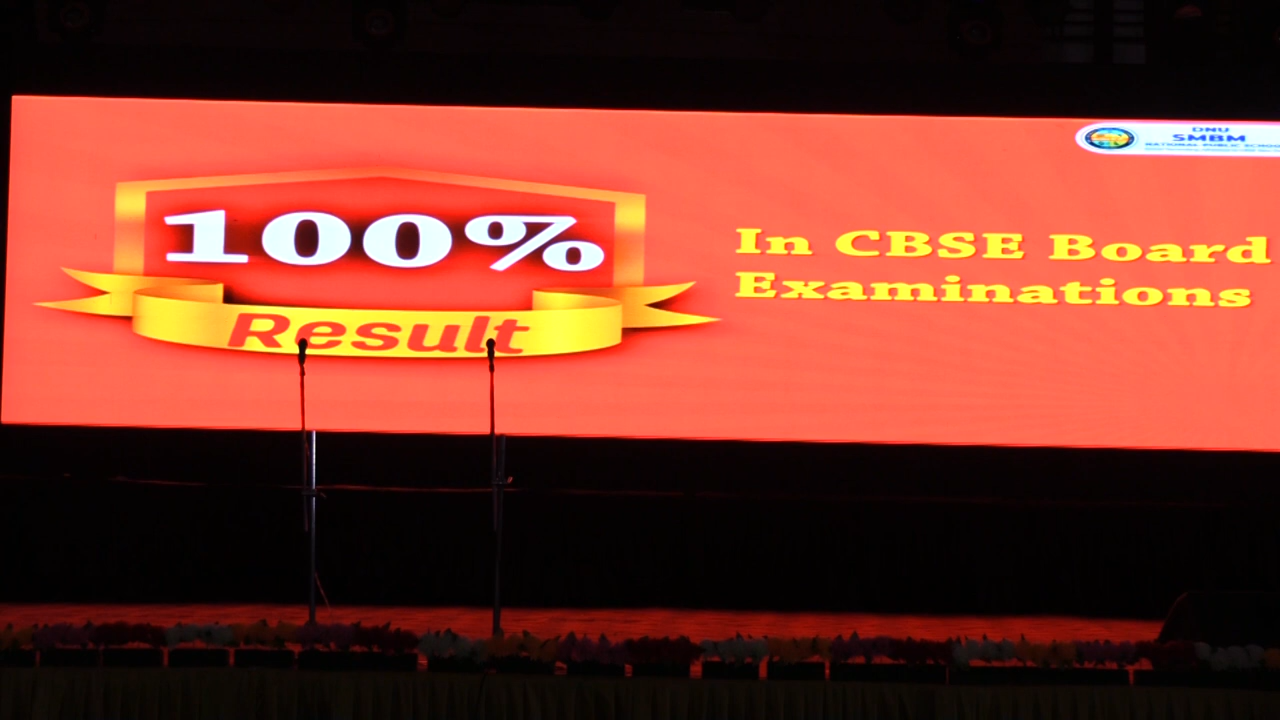 DNU
SMBM
NATIONAL PUBLIC SCHOOL
100%
Result
In CBSE Board
Examinations